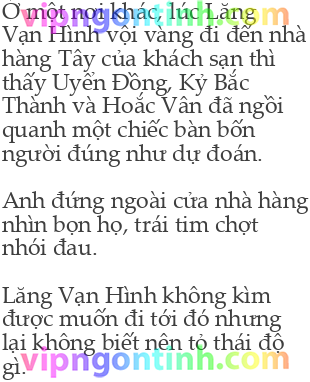 Ở một nơi khác, lúc Lăng
Vạn Hình vội vàng đi đến nhà
hàng Tây của khách sạn thì
thấy Uyển Đồng, Kỷ Bắc
Thành và Hoắc Vân đã ngồi
quanh một chiếc bàn bốn
người đúng như dự đoán.
Anh đứng ngoài cửa nhà hàng
nhìn bọn họ, trái tim chợt
nhói đau.
Lăng Vạn Hình không kìm
được muốn đi tới đó nhưng
lại không biết nên tỏ thái độ
gì.
vipngontinh.com
vipngontinh.com